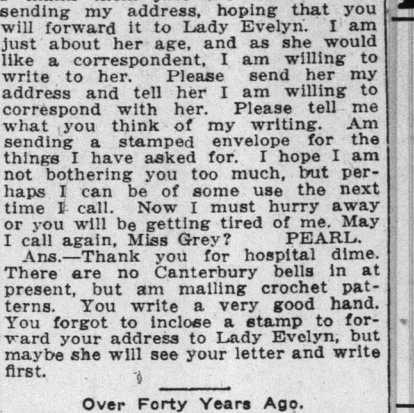 sending my address, hoping that you
will forward it to Lady Evelyn. I am
just about her age, and as she would
like a correspondent, I am willing to
write to her. Please send her my
address and tell her I am willing to
correspond with her. Please tell me
what you think of my writing. Am
sending a stamped envelope for the
things I have asked for. I hope I am
not bothering you too much, but per-
haps I can be of some use the next
time I call. Now I must hurry away
or you will be getting tired of me. May
I call again, Miss Grey? PEARL.
Ans.—Thank you for hospital dime.
There are no Canterbury bells in at
present, but am mailing crochet pat-
terns. You write a very good hand.
You forgot to inclose a stamp to for-
ward your address to Lady Evelyn, but
maybe she will see your letter and write
first.
Over Forty Years Ago.